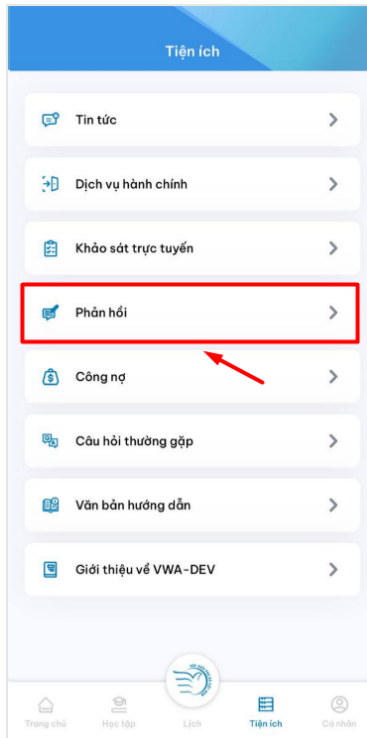 Tiện ích
Tin tức
Dịch vụ hành chính
Khảo sát trực tuyến
Phản hồi
Công nợ
Câu hỏi thường gặp
Văn bản hướng dẫn
Giới thiệu về VWA-DEV
Trang chủ
Học tập
Lịch
Tiện ích
Cá nhân